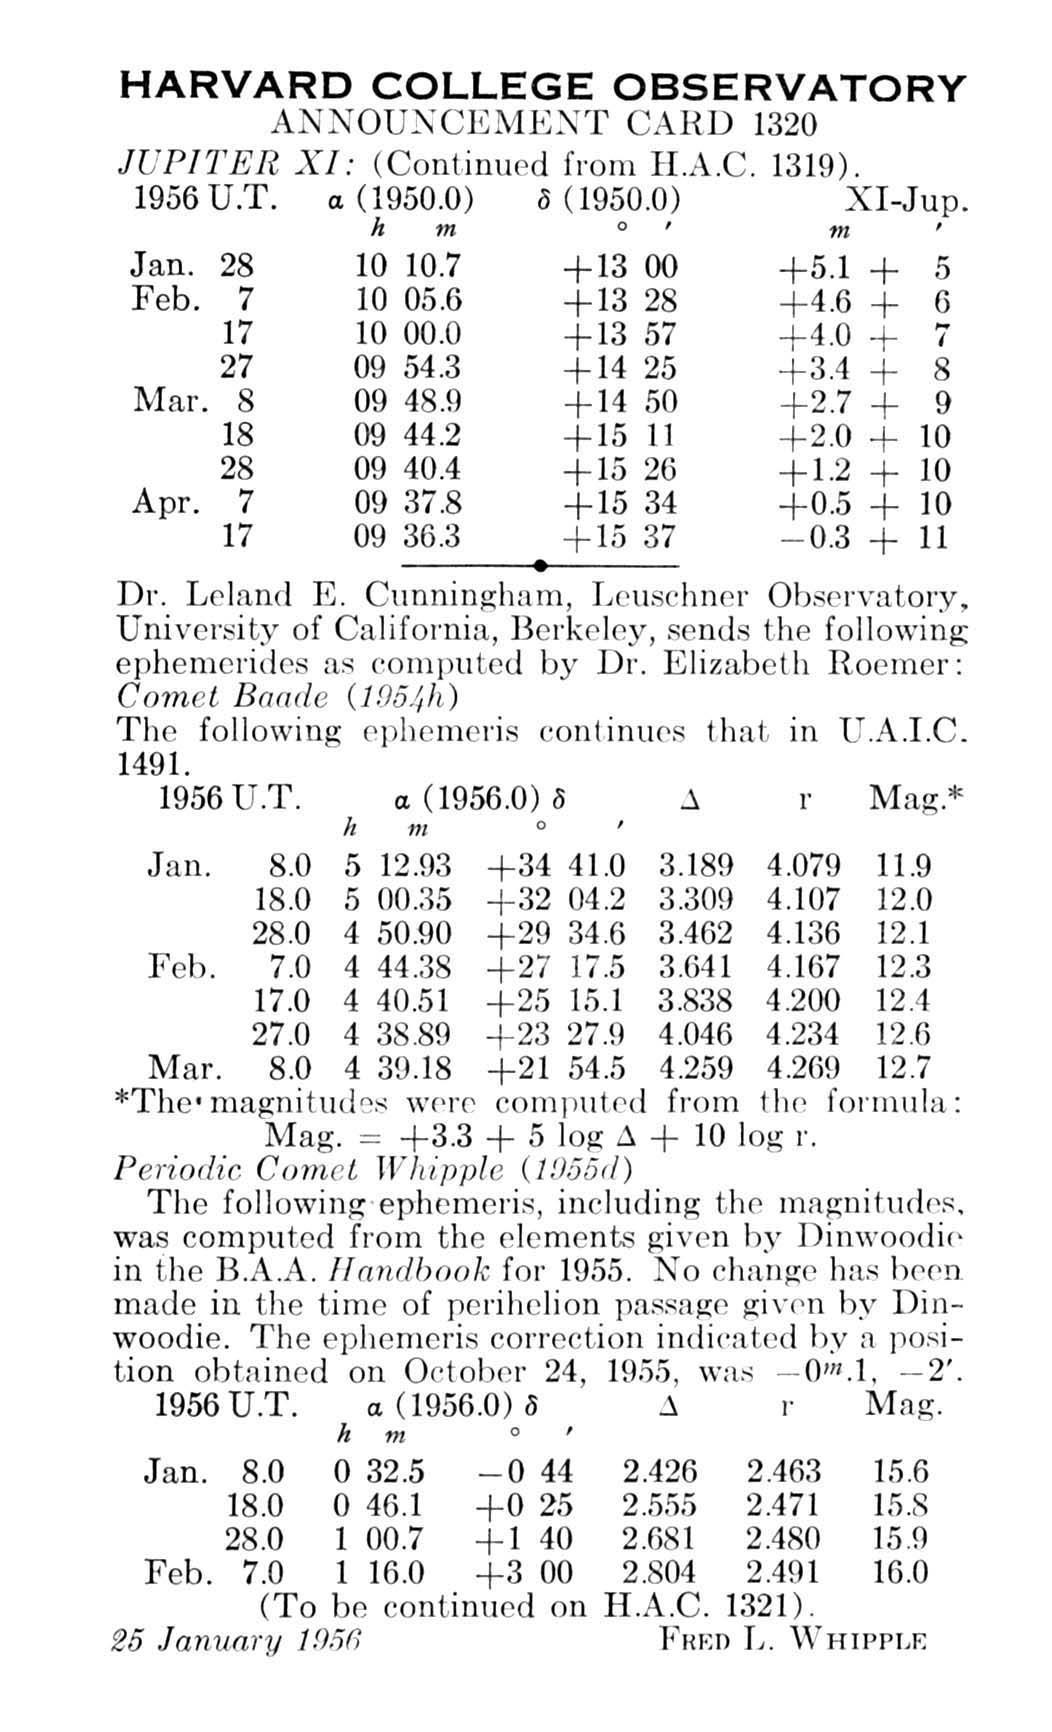 HARVARD COLLEGE OBSERVATORY
ANNOUNCEMENT CARD 1320
JUPITER XI: (Continued from H.A.C. 1319).
1956 U.T. α (1950.0) δ (1950.0) XI-Jup.
h m ° ′ m ′
Jan. 28 10 10.7 +13 00 +5.1 + 5
Feb. 7 10 05.6 +13 28 +4.6 + 6
17 10 00.0 +13 57 +4.0 + 7
27 09 54.3 +14 25 +3.4 + 8
Mar. 8 09 48.9 +14 50 +2.7 + 9
18 09 44.2 +15 11 +2.0 + 10
28 09 40.4 +15 26 +1.2 + 10
Apr. 7 09 37.8 +15 34 +0.5 + 10
17 09 36.3 +15 37 −0.3 + 11
Dr. Leland E. Cunningham, Leuschner Observatory,
University of California, Berkeley, sends the following
ephemerides as computed by Dr. Elizabeth Roemer:
Comet Baade (1954h)
The following ephemeris continues that in U.A.I.C.
1491.
1956 U.T. α (1956.0) δ Δ r Mag.*
h m ° ′
Jan. 8.0 5 12.93 +34 41.0 3.189 4.079 11.9
18.0 5 00.35 +32 04.2 3.309 4.107 12.0
28.0 4 50.90 +29 34.6 3.462 4.136 12.1
Feb. 7.0 4 44.38 +27 17.5 3.641 4.167 12.3
17.0 4 40.51 +25 15.1 3.838 4.200 12.4
27.0 4 38.89 +23 27.9 4.046 4.234 12.6
Mar. 8.0 4 39.18 +21 54.5 4.259 4.269 12.7
*The magnitudes were computed from the formula:
Mag. = +3.3 + 5 log Δ + 10 log r.
Periodic Comet Whipple (1955d)
The following ephemeris, including the magnitudes,
was computed from the elements given by Dinwoodie
in the B.A.A. Handbook for 1955. No change has been
made in the time of perihelion passage given by Din-
woodie. The ephemeris correction indicated by a posi-
tion obtained on October 24, 1955, was −0ᵐ.1, −2′.
1956 U.T. α (1956.0) δ Δ r Mag.
h m ° ′
Jan. 8.0 0 32.5 −0 44 2.426 2.463 15.6
18.0 0 46.1 +0 25 2.555 2.471 15.8
28.0 1 00.7 +1 40 2.681 2.480 15.9
Feb. 7.0 1 16.0 +3 00 2.804 2.491 16.0
(To be continued on H.A.C. 1321).
25 January 1956 FRED L. WHIPPLE